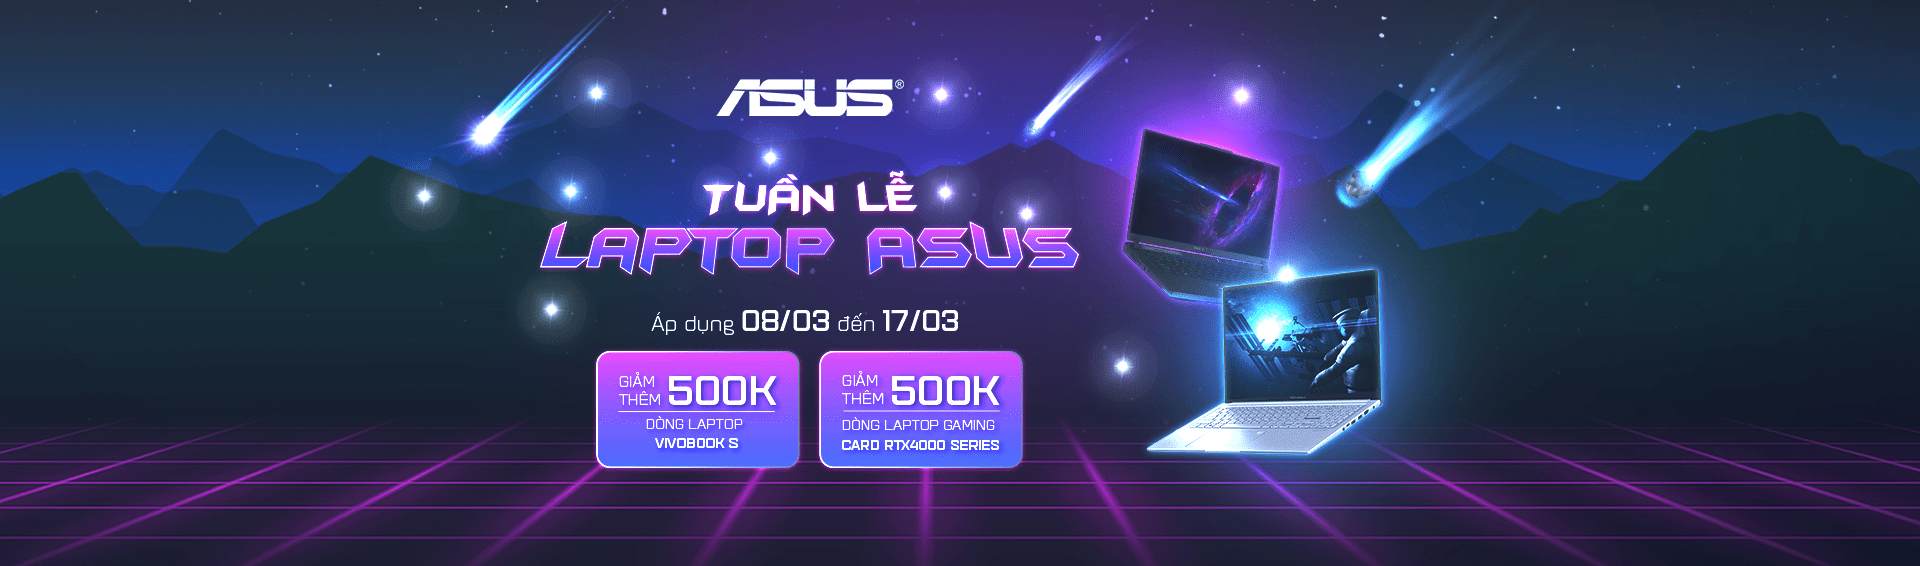 ASUS®
TUẦN LỄ
LAPTOP ASUS
Áp dụng 08/03 đến 17/03
GIẢM THÊM 500K
DÒNG LAPTOP
VIVOBOOK S
GIẢM THÊM 500K
DÒNG LAPTOP GAMING
CARD RTX4000 SERIES